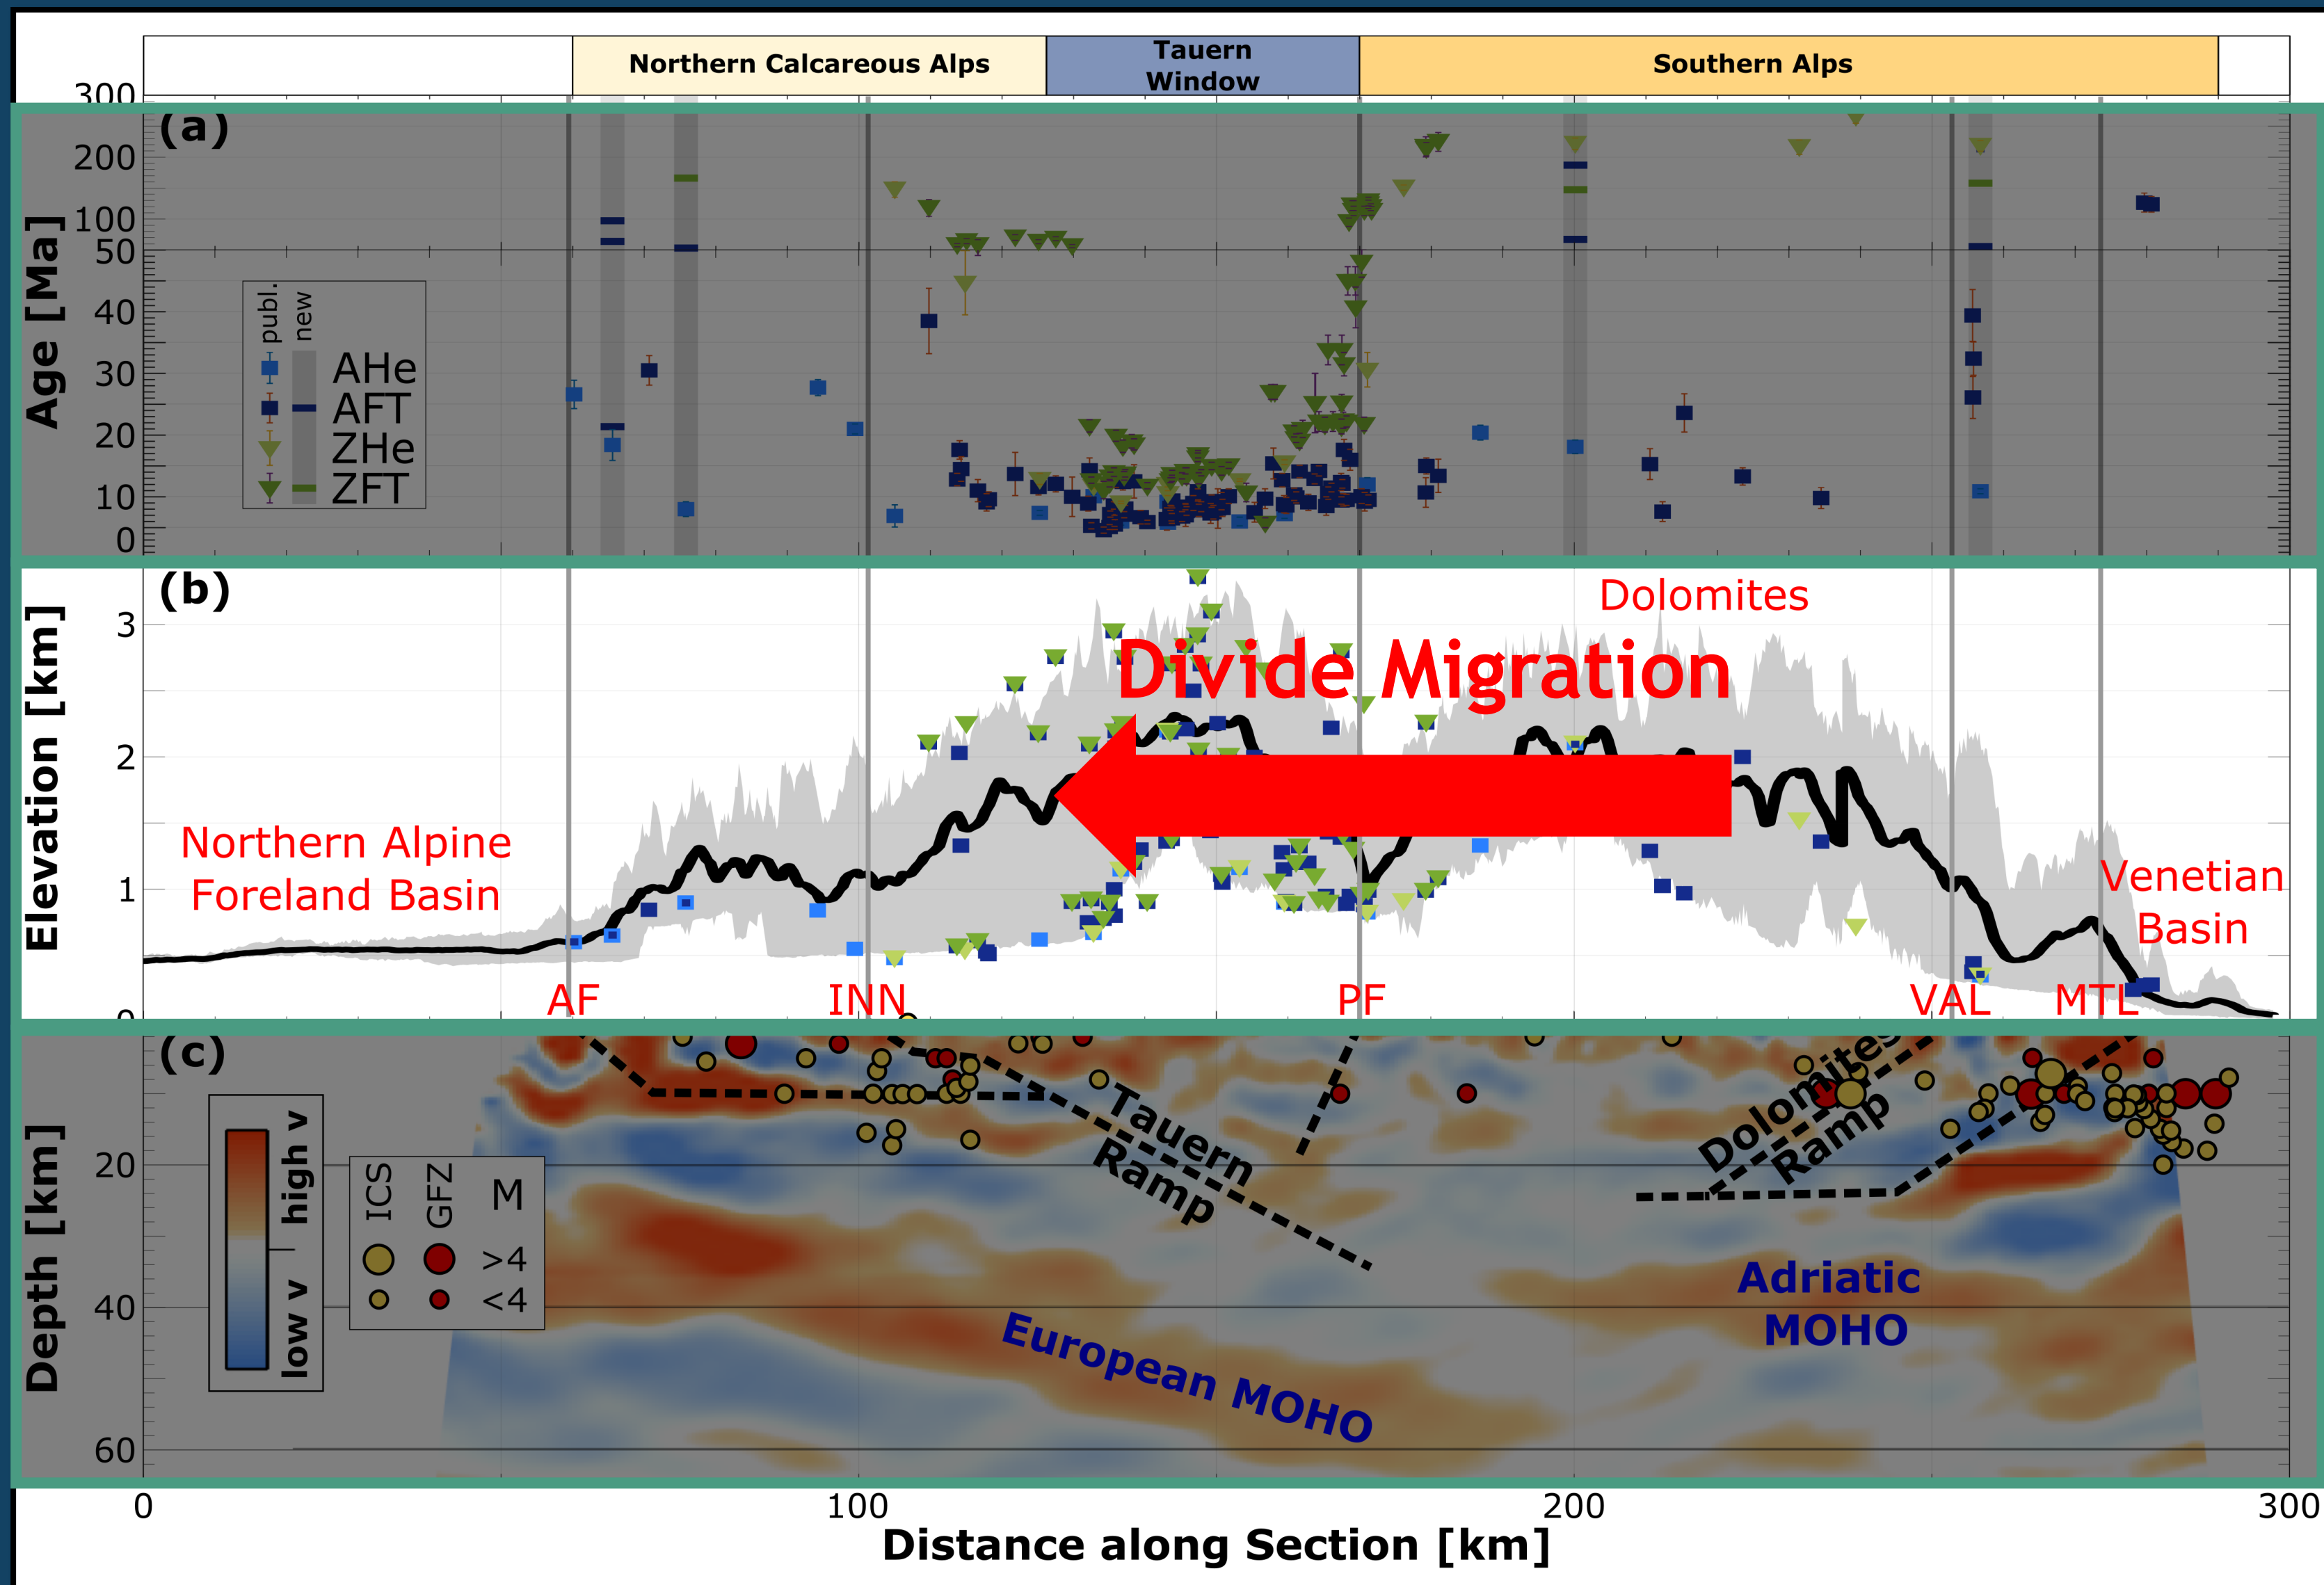 Northern Calcareous Alps
Tauern
Window
Southern Alps
300
(a)
200
100
50
40
30
20
10
0
Age [Ma]
publ.
new
AHe
AFT
ZHe
ZFT
(b)
3
2
1
0
Elevation [km]
Dolomites
Divide Migration
Northern Alpine
Foreland Basin
Venetian
Basin
AF
INN
PF
VAL
MTL
(c)
20
40
60
Depth [km]
high v
low v
ICS
GFZ
M
>4
<4
Tauern
Ramp
Dolomites
Ramp
Adriatic
MOHO
European MOHO
0
100
200
300
Distance along Section [km]